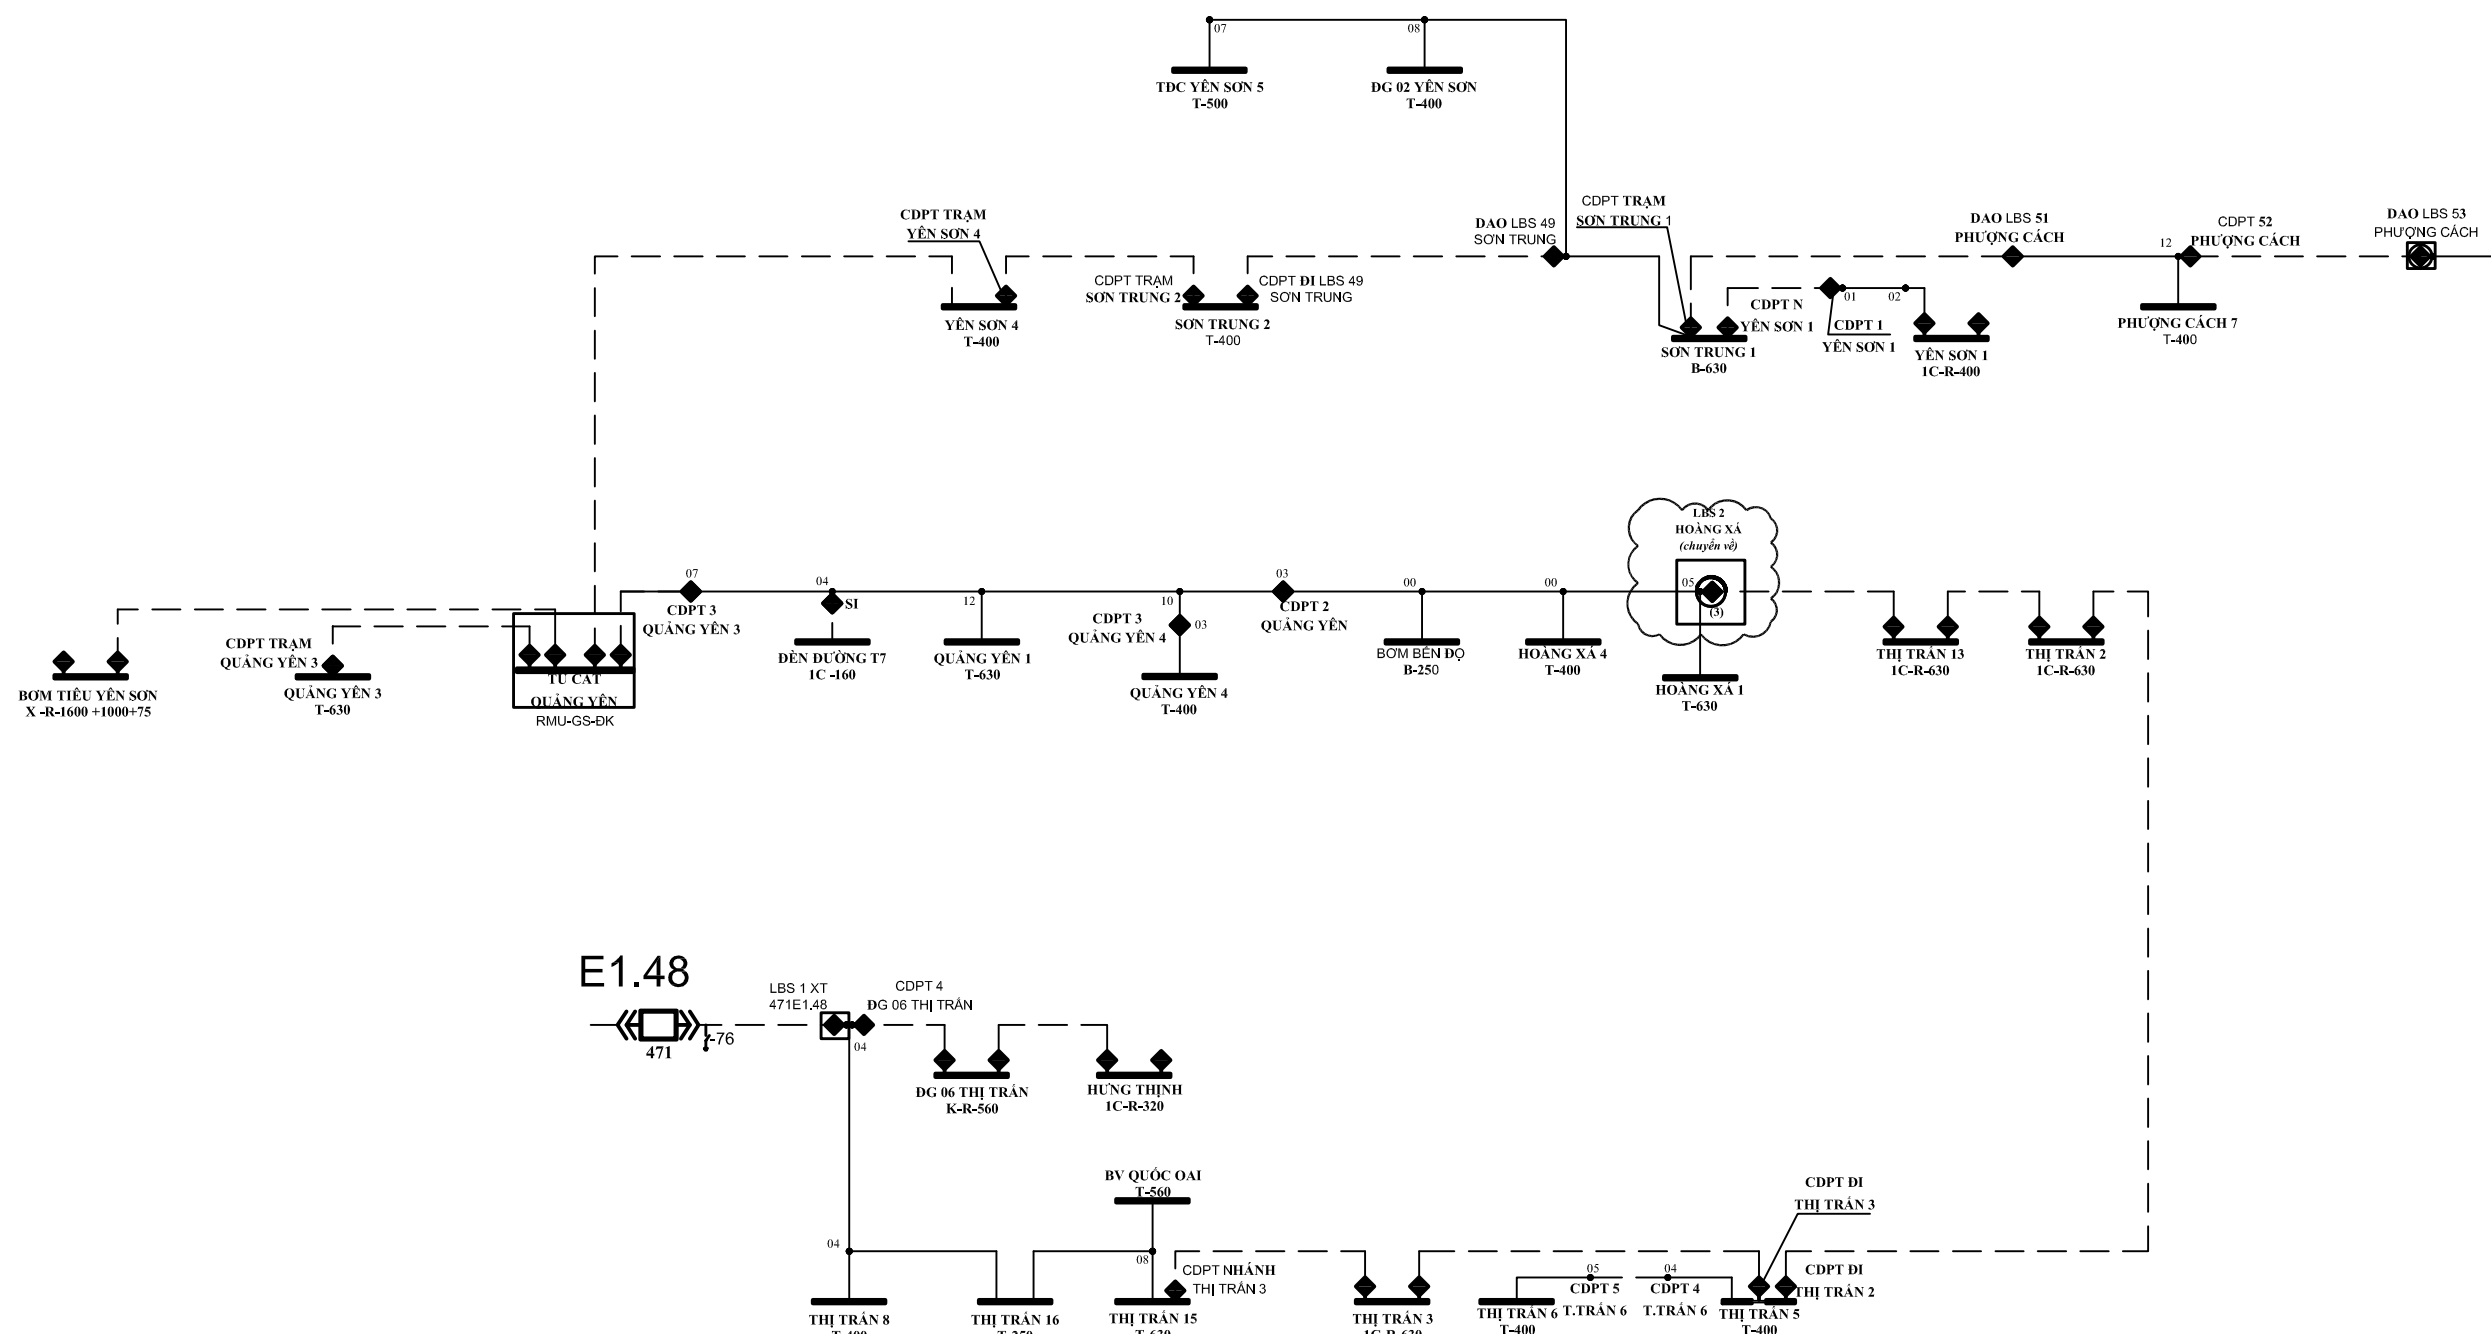 07
08
TĐC YÊN SƠN 5
T-500
ĐG 02 YÊN SƠN
T-400
CDPT TRẠM
YÊN SƠN 4
DAO LBS 49
SƠN TRUNG
CDPT TRẠM
SƠN TRUNG 1
DAO LBS 51
PHƯỢNG CÁCH
12
CDPT 52
PHƯỢNG CÁCH
DAO LBS 53
PHƯỢNG CÁCH
CDPT TRẠM
SƠN TRUNG 2
CDPT ĐI LBS 49
SƠN TRUNG
YÊN SƠN 4
T-400
SƠN TRUNG 2
T-400
CDPT N
YÊN SƠN 1
01
02
CDPT 1
YÊN SƠN 1
SƠN TRUNG 1
B-630
YÊN SƠN 1
1C-R-400
PHƯỢNG CÁCH 7
T-400
LBS 2
HOÀNG XÁ
(chuyển về)
05
(3)
07
CDPT 3
QUẢNG YÊN 3
04
SI
12
10
CDPT 3
QUẢNG YÊN 4
03
03
CDPT 2
QUẢNG YÊN
00
00
CDPT TRẠM
QUẢNG YÊN 3
BƠM TIÊU YÊN SƠN
X -R-1600 +1000+75
QUẢNG YÊN 3
T-630
TỦ CẮT
QUẢNG YÊN
RMU-GS-ĐK
ĐÈN ĐƯỜNG T7
1C -160
QUẢNG YÊN 1
T-630
QUẢNG YÊN 4
T-400
BƠM BẾN ĐỌ
B-250
HOÀNG XÁ 4
T-400
HOÀNG XÁ 1
T-630
THỊ TRẤN 13
1C-R-630
THỊ TRẤN 2
1C-R-630
E1.48
471
-76
LBS 1 XT
471E1.48
CDPT 4
ĐG 06 THỊ TRẤN
04
ĐG 06 THỊ TRẤN
K-R-560
HƯNG THỊNH
1C-R-320
BV QUỐC OAI
T-560
04
08
CDPT NHÁNH
THỊ TRẤN 3
CDPT ĐI
THỊ TRẤN 3
05
CDPT 5
T.TRẤN 6
04
CDPT 4
T.TRẤN 6
CDPT ĐI
THỊ TRẤN 2
THỊ TRẤN 8
T-400
THỊ TRẤN 16
T-250
THỊ TRẤN 15
T-630
THỊ TRẤN 3
1C-R-630
THỊ TRẤN 6
T-400
THỊ TRẤN 5
T-400